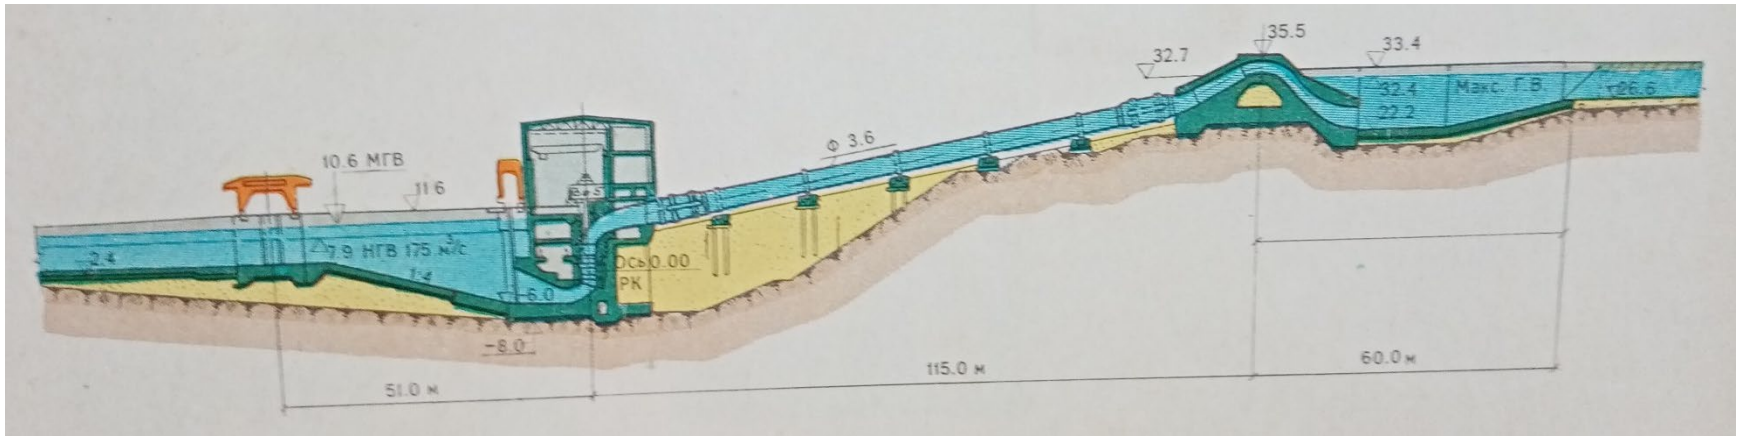 35.5
33.4
32.7
32.4
Макс. Г.В
26.6
22.2
Ф 3.6
10.6 МГВ
11.6
7.9 НГВ 175 м³/с
2.4
1:4
Ось 0.00
РК
-6.0
-8.0
51.0 м
115.0 м
60.0 м